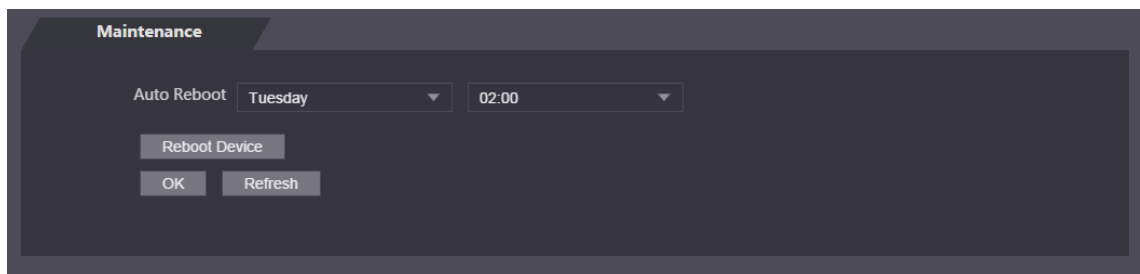 Maintenance
Auto Reboot Tuesday 02:00
Reboot Device
OK Refresh